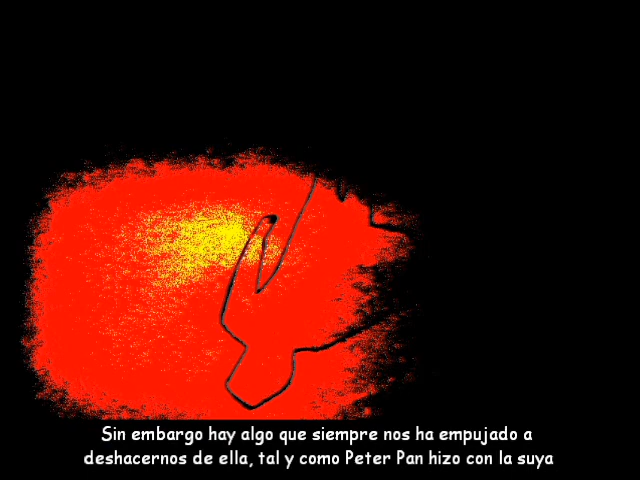 Sin embargo hay algo que siempre nos ha empujado a
deshacernos de ella, tal y como Peter Pan hizo con la suya